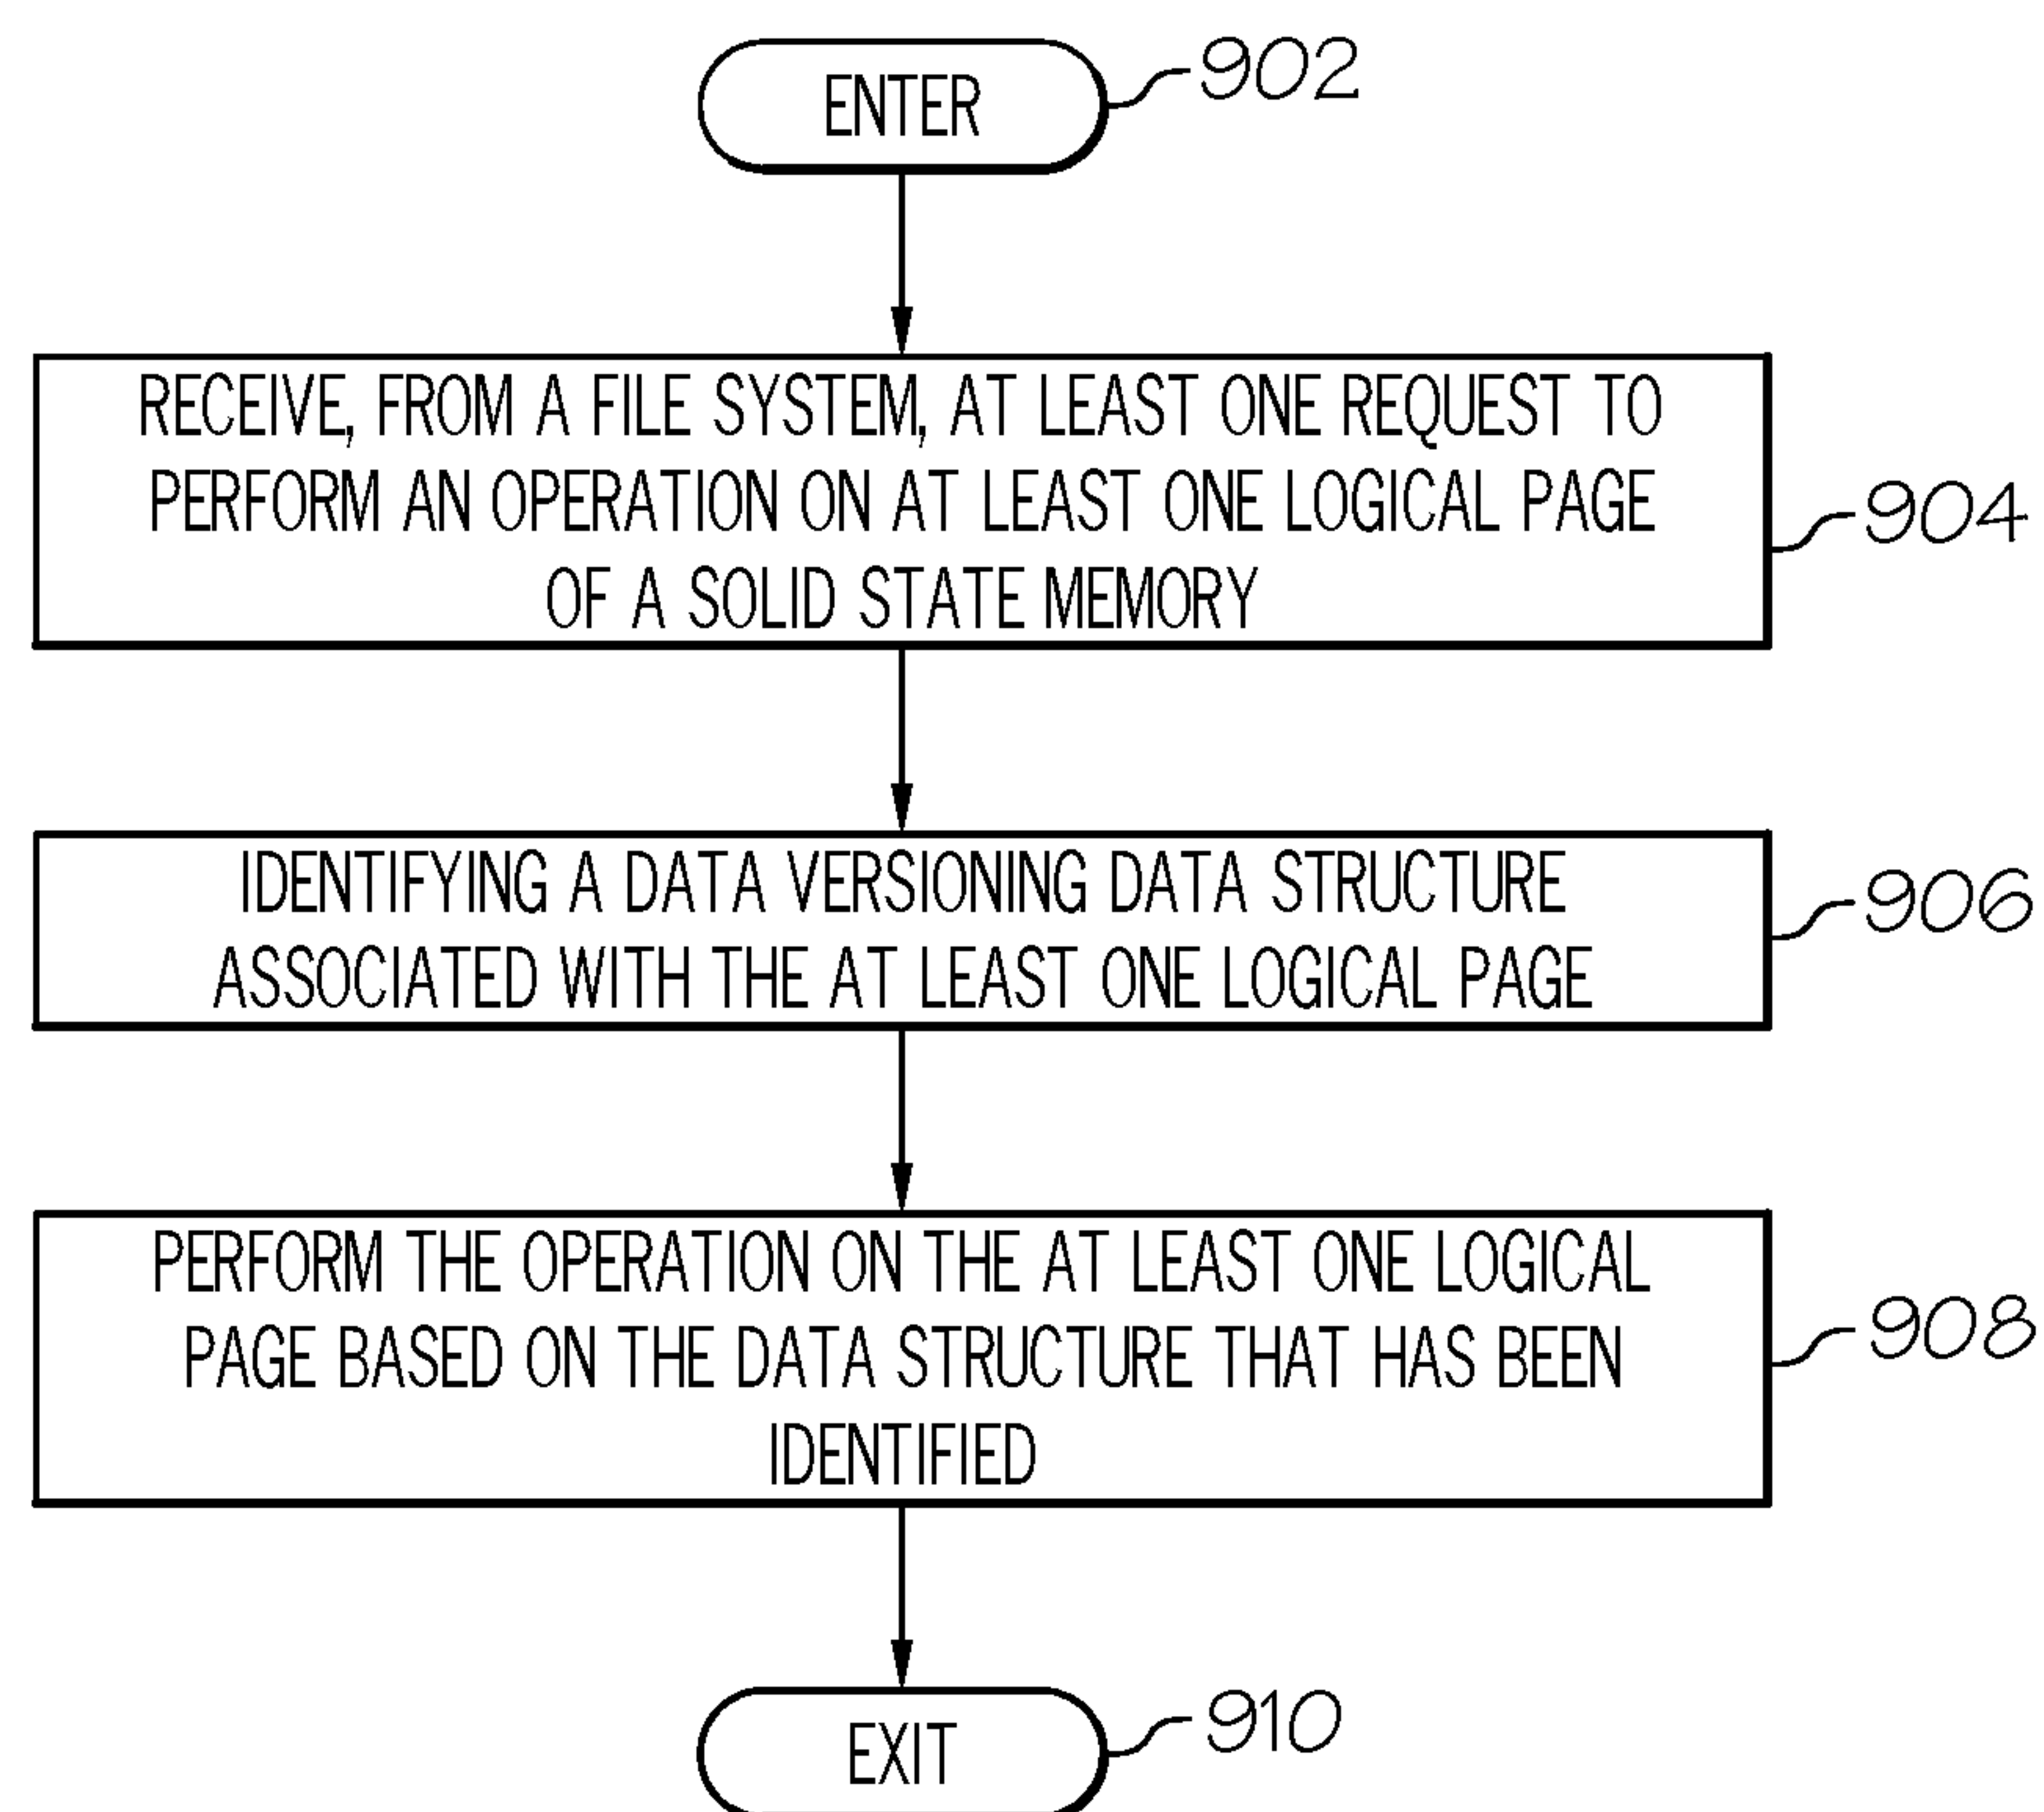 ENTER
902
RECEIVE, FROM A FILE SYSTEM, AT LEAST ONE REQUEST TO
PERFORM AN OPERATION ON AT LEAST ONE LOGICAL PAGE
OF A SOLID STATE MEMORY
904
IDENTIFYING A DATA VERSIONING DATA STRUCTURE
ASSOCIATED WITH THE AT LEAST ONE LOGICAL PAGE
906
PERFORM THE OPERATION ON THE AT LEAST ONE LOGICAL
PAGE BASED ON THE DATA STRUCTURE THAT HAS BEEN
IDENTIFIED
908
EXIT
910